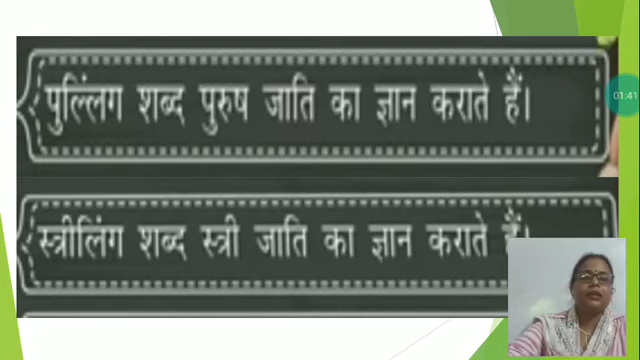 पुल्लिंग शब्द पुरुष जाति का ज्ञान कराते हैं।
01:41
स्त्रीलिंग शब्द स्त्री जाति का ज्ञान कराते हैं।